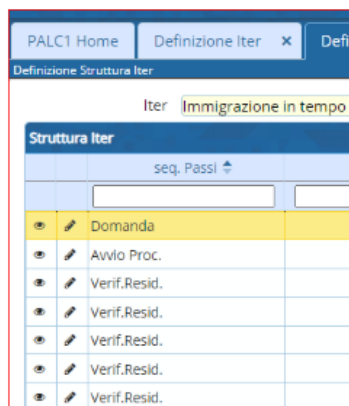 PALC1 Home Definizione Iter × Defi
Definizione Struttura Iter
Iter Immigrazione in tempo
Struttura Iter
seq. Passi
Domanda
Avvio Proc.
Verif.Resid.
Verif.Resid.
Verif.Resid.
Verif.Resid.
Verif.Resid.